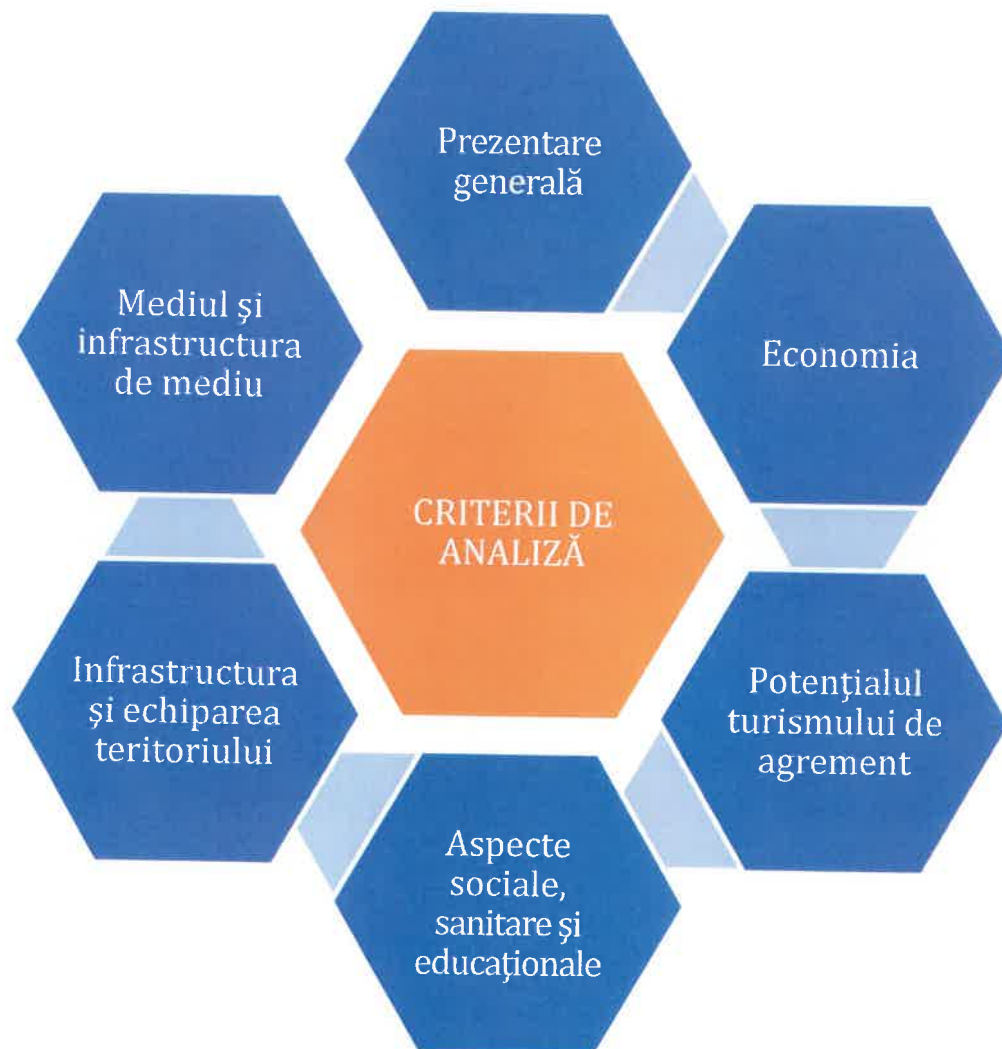 Prezentare
generală
Economia
Potenţialul
turismului de
agrement
Aspecte
sociale,
sanitare şi
educaţionale
Infrastructura
şi echiparea
teritoriului
Mediul şi
infrastructura
de mediu
CRITERII DE
ANALIZĂ